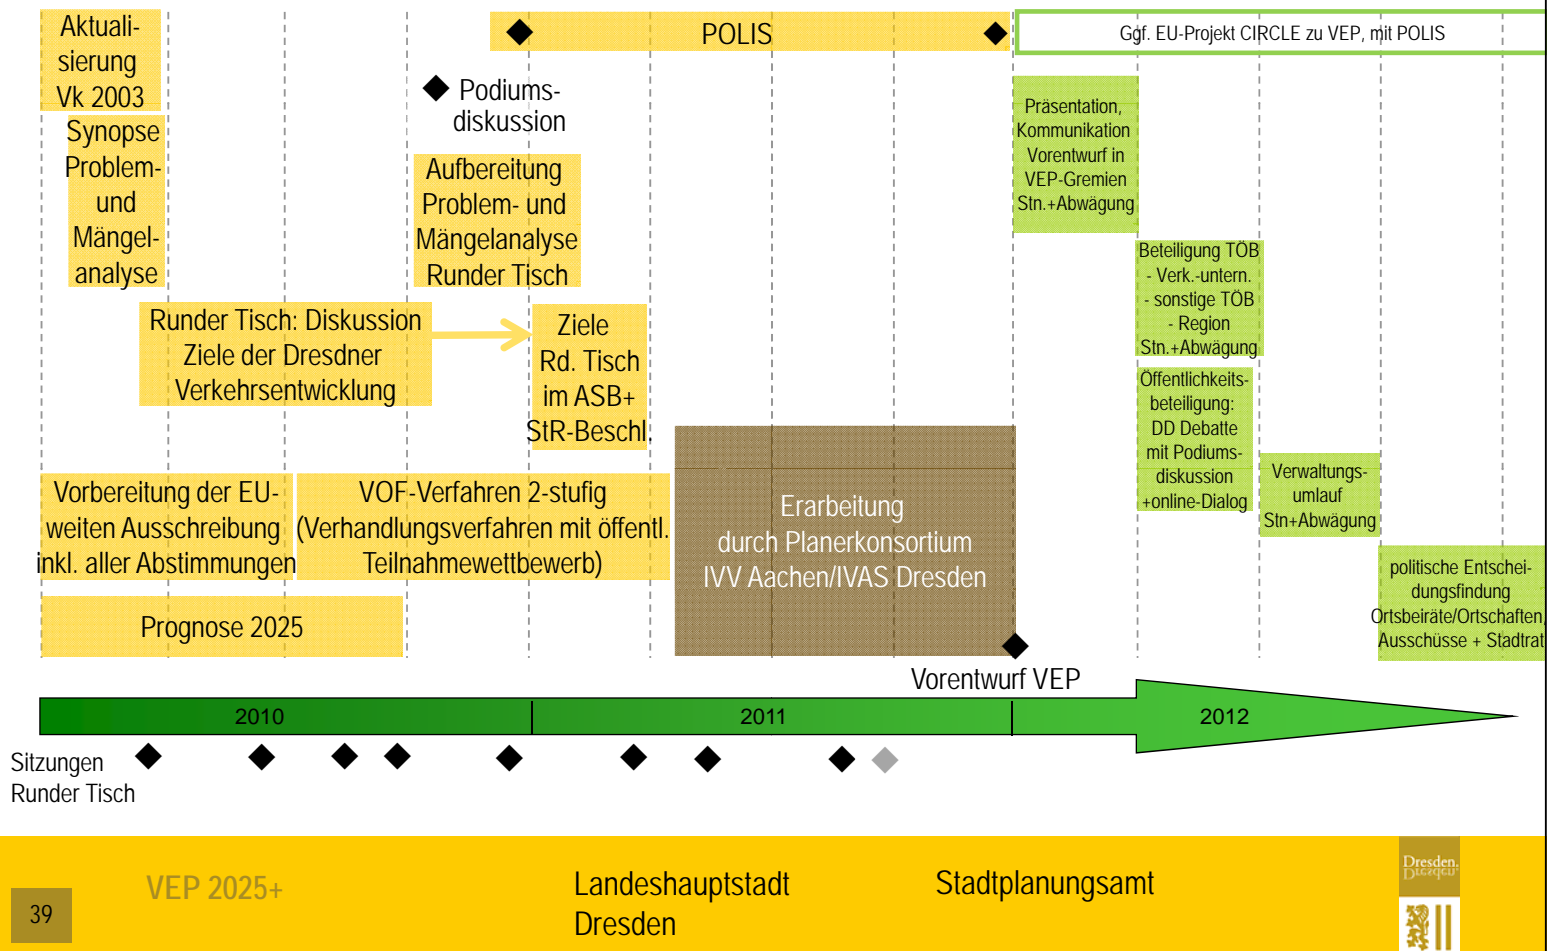 Aktuali-
sierung
Vk 2003
POLIS
Ggf. EU-Projekt CIRCLE zu VEP, mit POLIS
Podiums-
diskussion
Synopse
Problem-
und
Mängel-
analyse
Aufbereitung
Problem- und
Mängelanalyse
Runder Tisch
Präsentation,
Kommunikation
Vorentwurf in
VEP-Gremien
Stn.+Abwägung
Beteiligung TÖB
- Verk.-untern.
- sonstige TÖB
- Region
Stn.+Abwägung
Runder Tisch: Diskussion
Ziele der Dresdner
Verkehrsentwicklung
Ziele
Rd. Tisch
im ASB+
StR-Beschl.
Öffentlichkeits-
beteiligung:
DD Debatte
mit Podiums-
diskussion
+online-Dialog
Verwaltungs-
umlauf
Stn+Abwägung
Vorbereitung der EU-
weiten Ausschreibung
inkl. aller Abstimmungen
VOF-Verfahren 2-stufig
(Verhandlungsverfahren mit öffentl.
Teilnahmewettbewerb)
Erarbeitung
durch Planerkonsortium
IVV Aachen/IVAS Dresden
politische Entschei-
dungsfindung
Ortsbeiräte/Ortschaften,
Ausschüsse + Stadtrat
Prognose 2025
Vorentwurf VEP
2010
2011
2012
Sitzungen
Runder Tisch
39
VEP 2025+
Landeshauptstadt
Dresden
Stadtplanungsamt
Dresden.
Dresden.